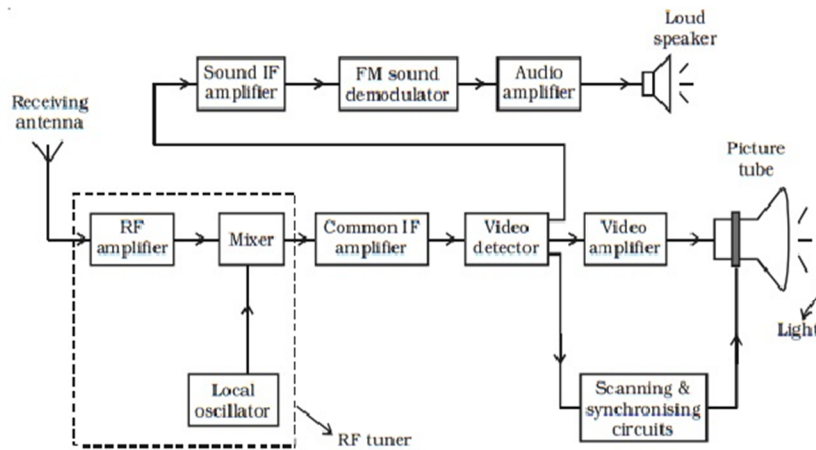 Loud
speaker
Sound IF
amplifier
FM sound
demodulator
Audio
amplifier
Receiving
antenna
Picture
tube
RF
amplifier
Mixer
Common IF
amplifier
Video
detector
Video
amplifier
Light
Local
oscillator
Scanning &
synchronising
circuits
RF tuner